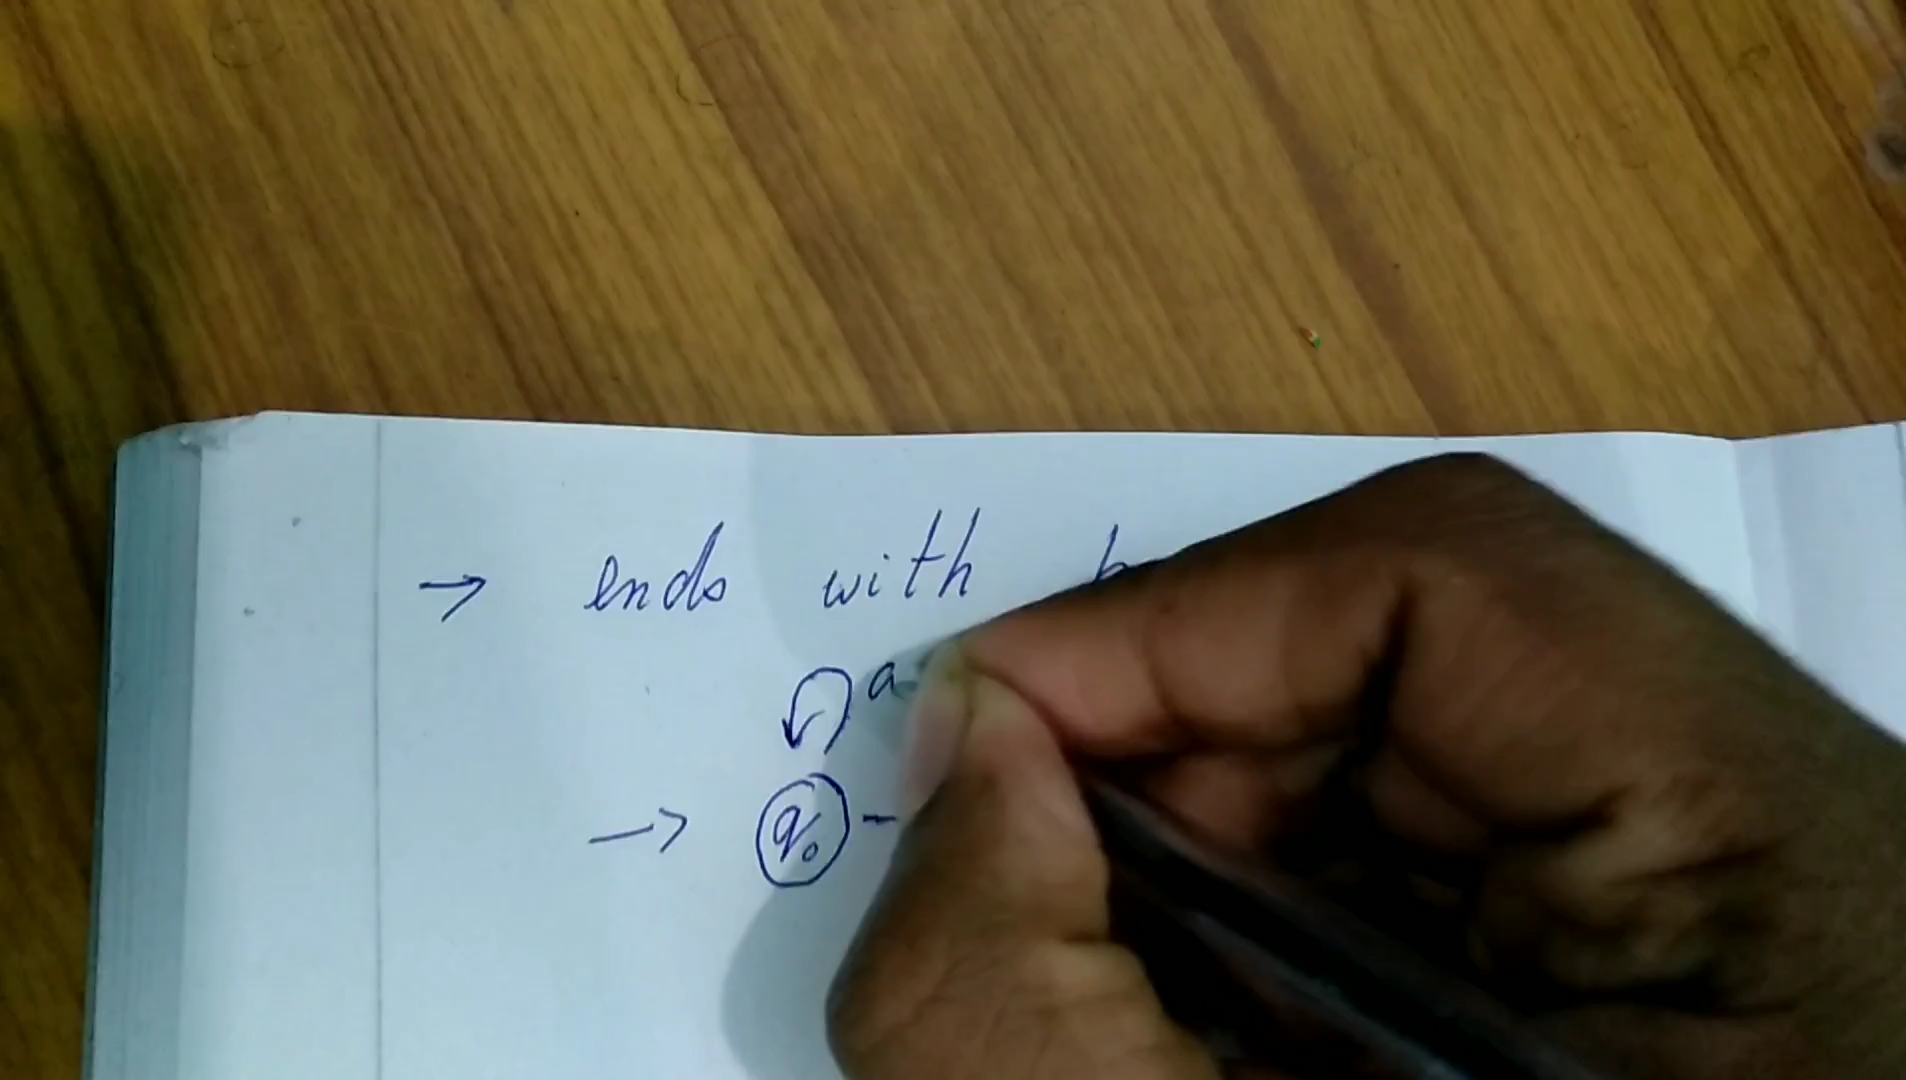 → ends with b
a
→ q₀ -